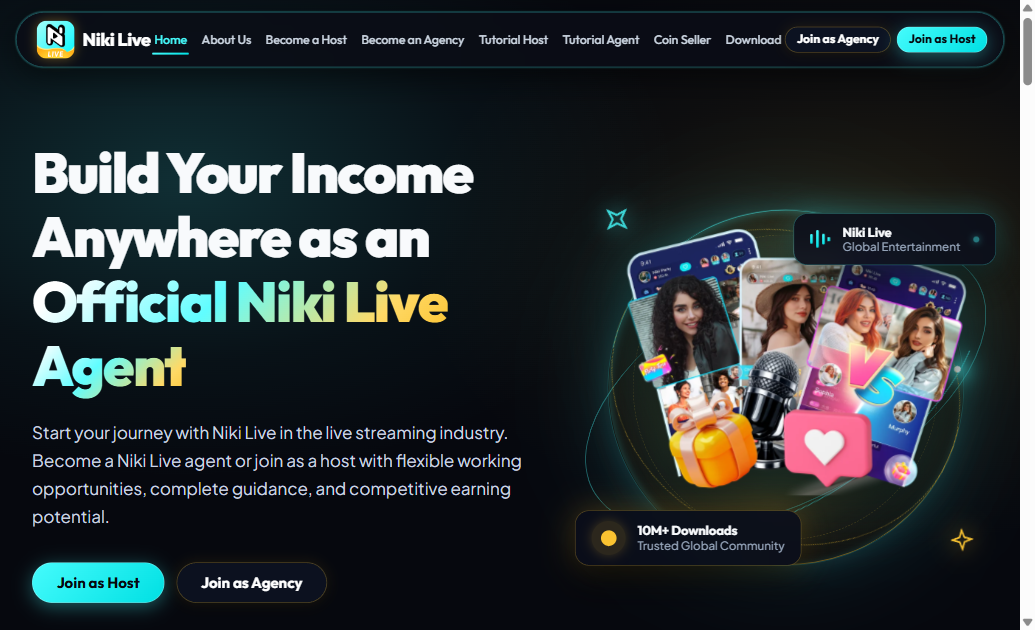 Niki Live
LIVE
Home
About Us
Become a Host
Become an Agency
Tutorial Host
Tutorial Agent
Coin Seller
Download
Join as Agency
Join as Host
Build Your Income
Anywhere as an
Official Niki Live
Agent
Start your journey with Niki Live in the live streaming industry.
Become a Niki Live agent or join as a host with flexible working
opportunities, complete guidance, and competitive earning
potential.
Join as Host
Join as Agency
Niki Live
Global Entertainment
VS
Murphy
10M+ Downloads
Trusted Global Community